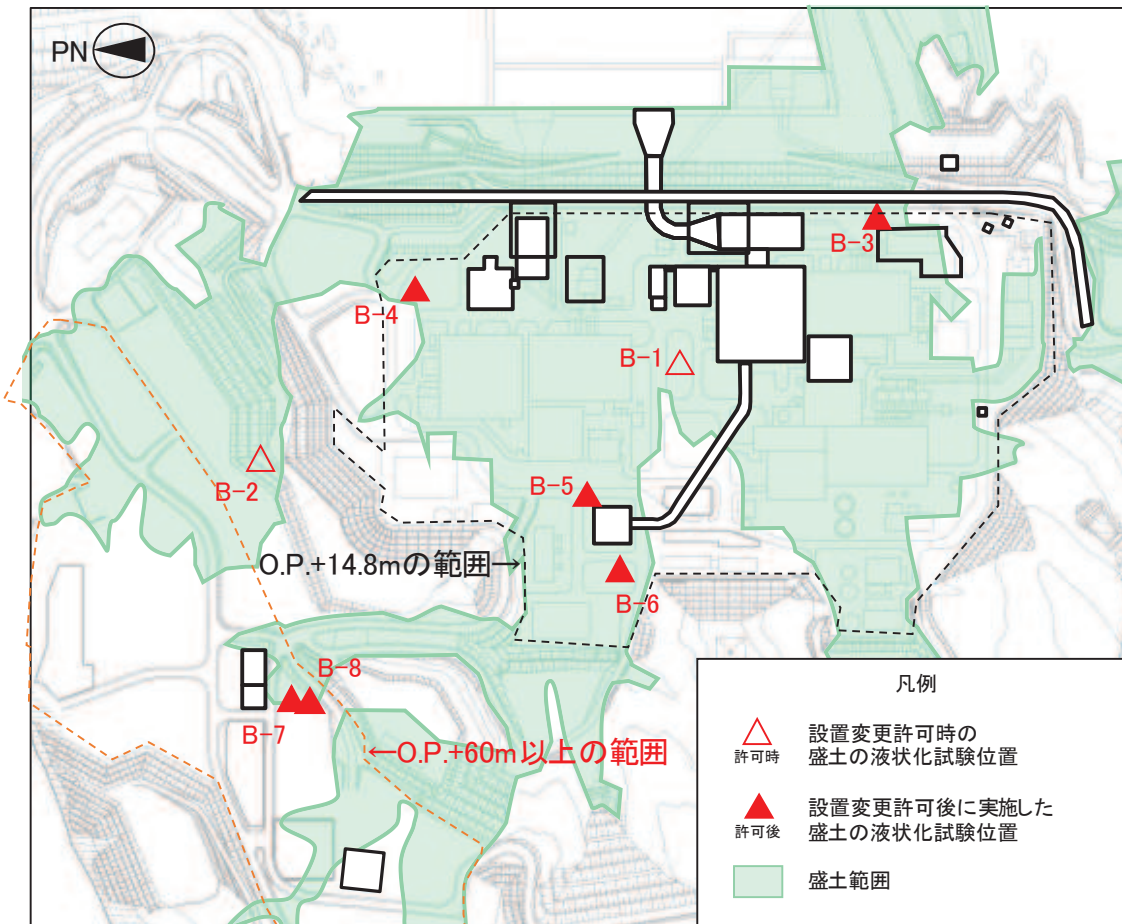 PN
B-3
B-4
B-1
B-2
B-5
O.P.+14.8mの範囲→
B-6
B-8
B-7
←O.P.+60m以上の範囲
凡例
許可時
設置変更許可時の
盛土の液状化試験位置
許可後
設置変更許可後に実施した
盛土の液状化試験位置
盛土範囲